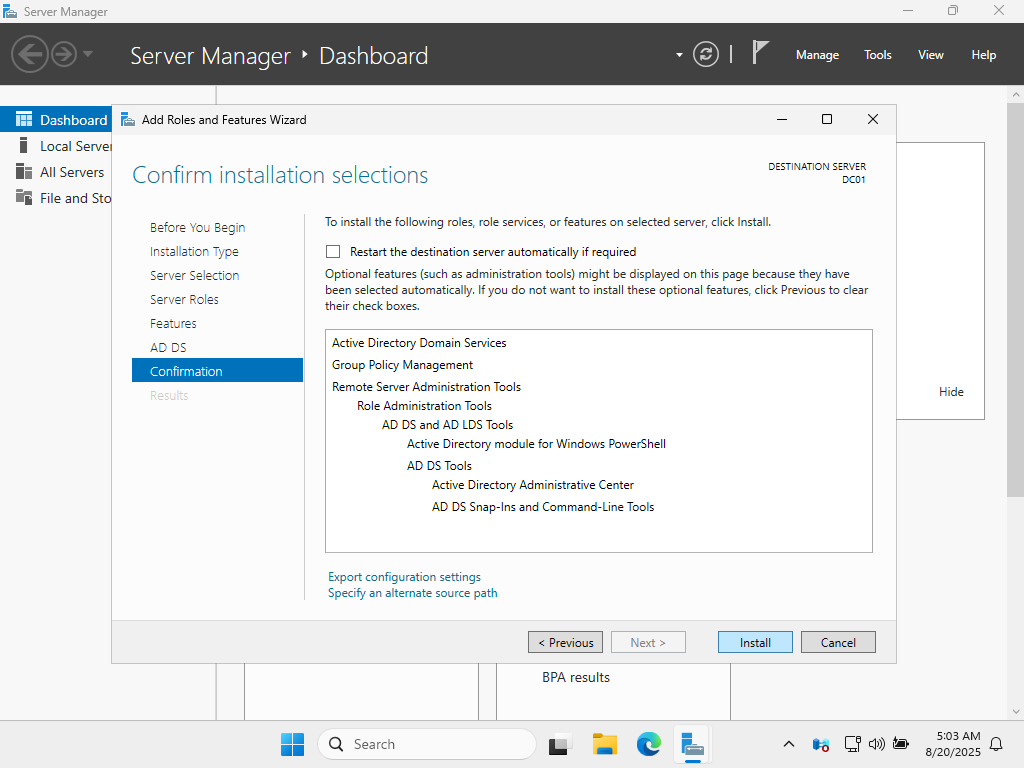 Server Manager
Server Manager ‣ Dashboard
Manage
Tools
View
Help
Dashboard
Local Server
All Servers
File and Sto
Add Roles and Features Wizard
Confirm installation selections
DESTINATION SERVER
DC01
Before You Begin
Installation Type
Server Selection
Server Roles
Features
AD DS
Confirmation
Results
To install the following roles, role services, or features on selected server, click Install.
Restart the destination server automatically if required
Optional features (such as administration tools) might be displayed on this page because they have
been selected automatically. If you do not want to install these optional features, click Previous to clear
their check boxes.
Active Directory Domain Services
Group Policy Management
Remote Server Administration Tools
Role Administration Tools
AD DS and AD LDS Tools
Active Directory module for Windows PowerShell
AD DS Tools
Active Directory Administrative Center
AD DS Snap-Ins and Command-Line Tools
Export configuration settings
Specify an alternate source path
< Previous
Next >
Install
Cancel
Hide
BPA results
Search
5:03 AM
8/20/2025